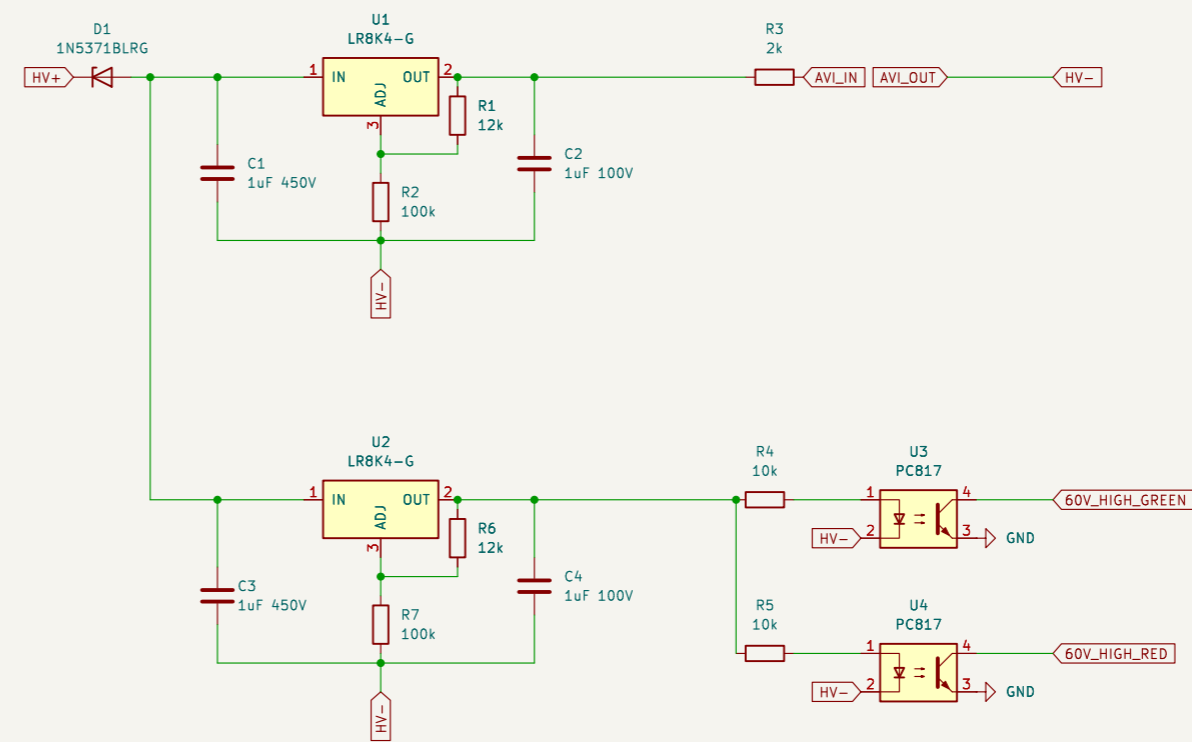 D1
1N5371BLRG
HV+
U1
LR8K4-G
1
IN
OUT
2
ADJ
3
R1
12k
R2
100k
C1
1uF 450V
C2
1uF 100V
HV-
R3
2k
AVI_IN
AVI_OUT
HV-
U2
LR8K4-G
1
IN
OUT
2
ADJ
3
R6
12k
R7
100k
C3
1uF 450V
C4
1uF 100V
HV-
R4
10k
U3
PC817
1
4
60V_HIGH_GREEN
HV-
2
3
GND
R5
10k
U4
PC817
1
4
60V_HIGH_RED
HV-
2
3
GND